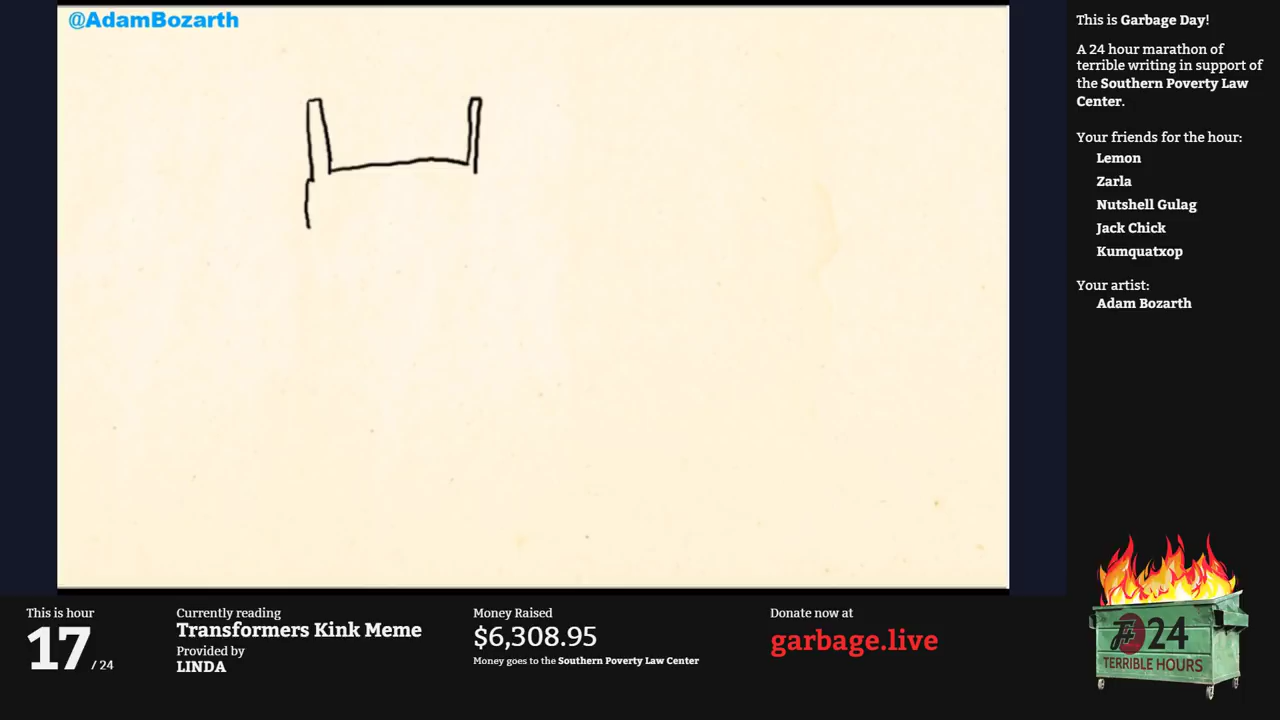 @AdamBozarth
This is Garbage Day!
A 24 hour marathon of
terrible writing in support of
the Southern Poverty Law
Center.
Your friends for the hour:
Lemon
Zarla
Nutshell Gulag
Jack Chick
Kumquatxop
Your artist:
Adam Bozarth
This is hour
17 / 24
Currently reading
Transformers Kink Meme
Provided by
LINDA
Money Raised
$6,308.95
Money goes to the Southern Poverty Law Center
Donate now at
garbage.live
24
TERRIBLE HOURS